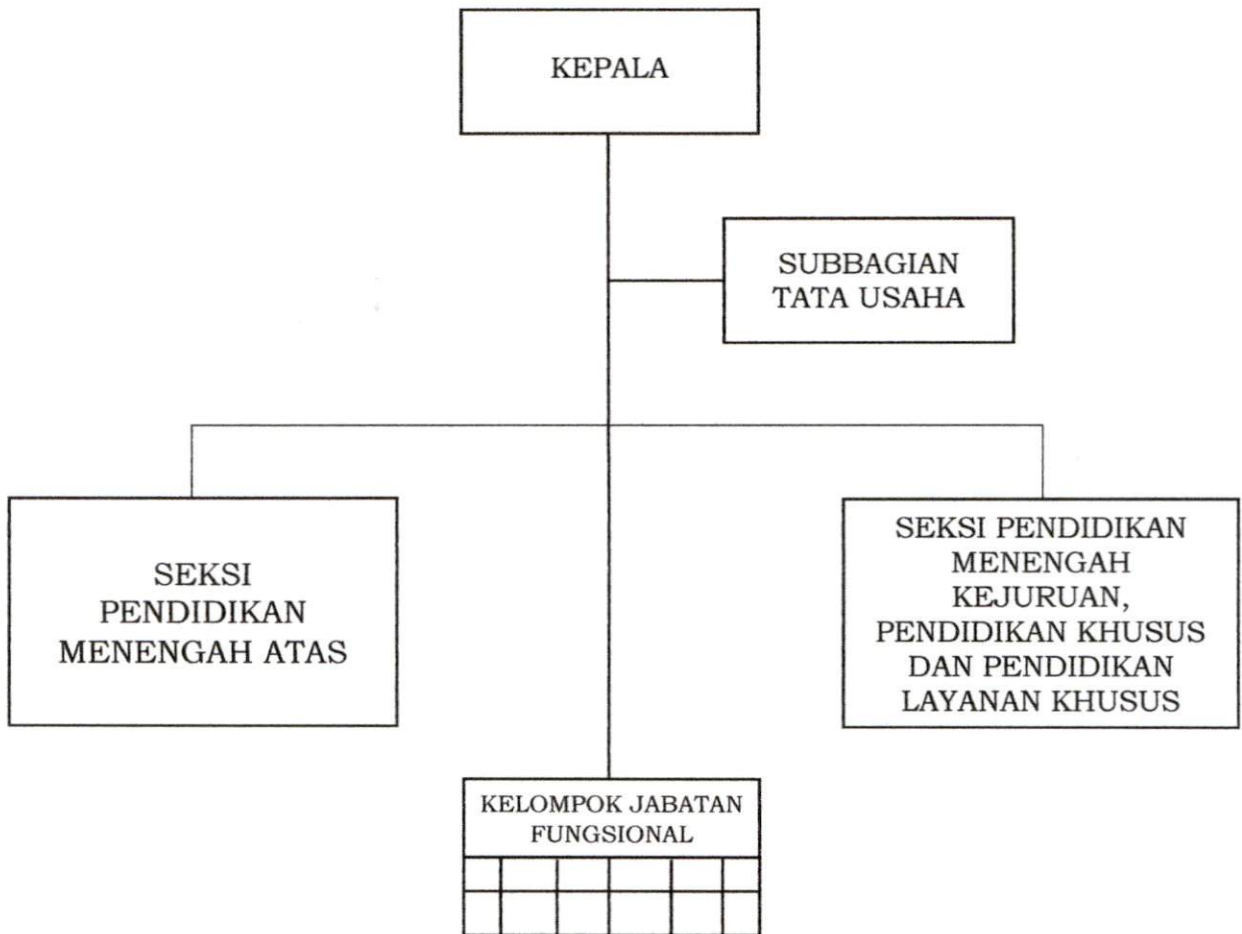 KEPALA
SUBBAGIAN
TATA USAHA
SEKSI
PENDIDIKAN
MENENGAH ATAS
SEKSI PENDIDIKAN
MENENGAH
KEJURUAN,
PENDIDIKAN KHUSUS
DAN PENDIDIKAN
LAYANAN KHUSUS
KELOMPOK JABATAN
FUNGSIONAL